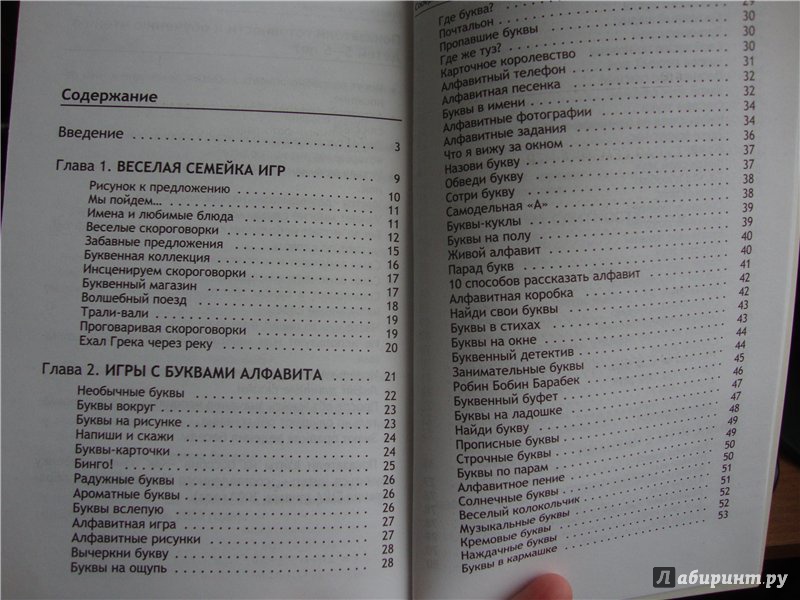 Содержание
Введение 3
Глава 1. ВЕСЕЛАЯ СЕМЕЙКА ИГР 9
Рисунок к предложению 10
Мы пойдем... 11
Имена и любимые блюда 11
Веселые скороговорки 12
Забавные предложения 15
Буквенная коллекция 16
Инсценируем скороговорки 17
Буквенный магазин 17
Волшебный поезд 18
Трали-вали 19
Проговаривая скороговорки 19
Ехал Грека через реку 20
Глава 2. ИГРЫ С БУКВАМИ АЛФАВИТА 21
Необычные буквы 22
Буквы вокруг 23
Буквы на рисунке 23
Напиши и скажи 24
Буквы-карточки 24
Бинго! 25
Радужные буквы 26
Ароматные буквы 26
Буквы вслепую 26
Алфавитная игра 27
Алфавитные рисунки 27
Вычеркни букву 28
Буквы на ощупь 28
Где буква? 29
Почтальон 30
Пропавшие буквы 30
Где же туз? 30
Карточное королевство 31
Алфавитный телефон 32
Алфавитная песенка 32
Буквы в имени 34
Алфавитные фотографии 34
Алфавитные задания 36
Что я вижу за окном 37
Назови букву 37
Обведи букву 38
Сотри букву 38
Самодельная «А» 39
Буквы-куклы 39
Буквы на полу 40
Живой алфавит 40
Парад букв 41
10 способов рассказать алфавит 42
Алфавитная коробка 42
Найди свои буквы 43
Буквы в стихах 43
Буквы на окне 44
Буквенный детектив 44
Занимательные буквы 45
Робин Бобин Барабек 46
Буквенный буфет 47
Буквы на ладошке 47
Найди букву 48
Прописные буквы 49
Строчные буквы 49
Буквы по парам 50
Алфавитное пение 50
Солнечные буквы 51
Веселый колокольчик 51
Музыкальные буквы 52
Кремовые буквы 52
Наждачные буквы 53
Буквы в кармашке
Лабиринт.ру